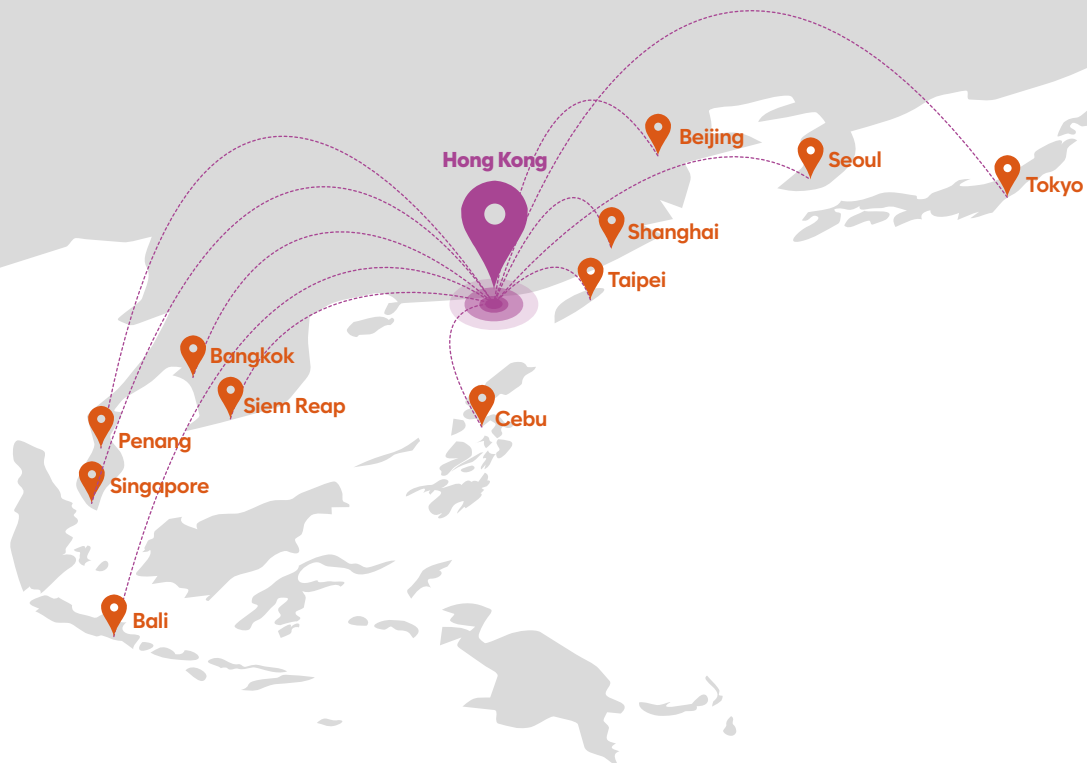 Beijing
Hong Kong
Seoul
Tokyo
Shanghai
Taipei
Bangkok
Siem Reap
Cebu
Penang
Singapore
Bali